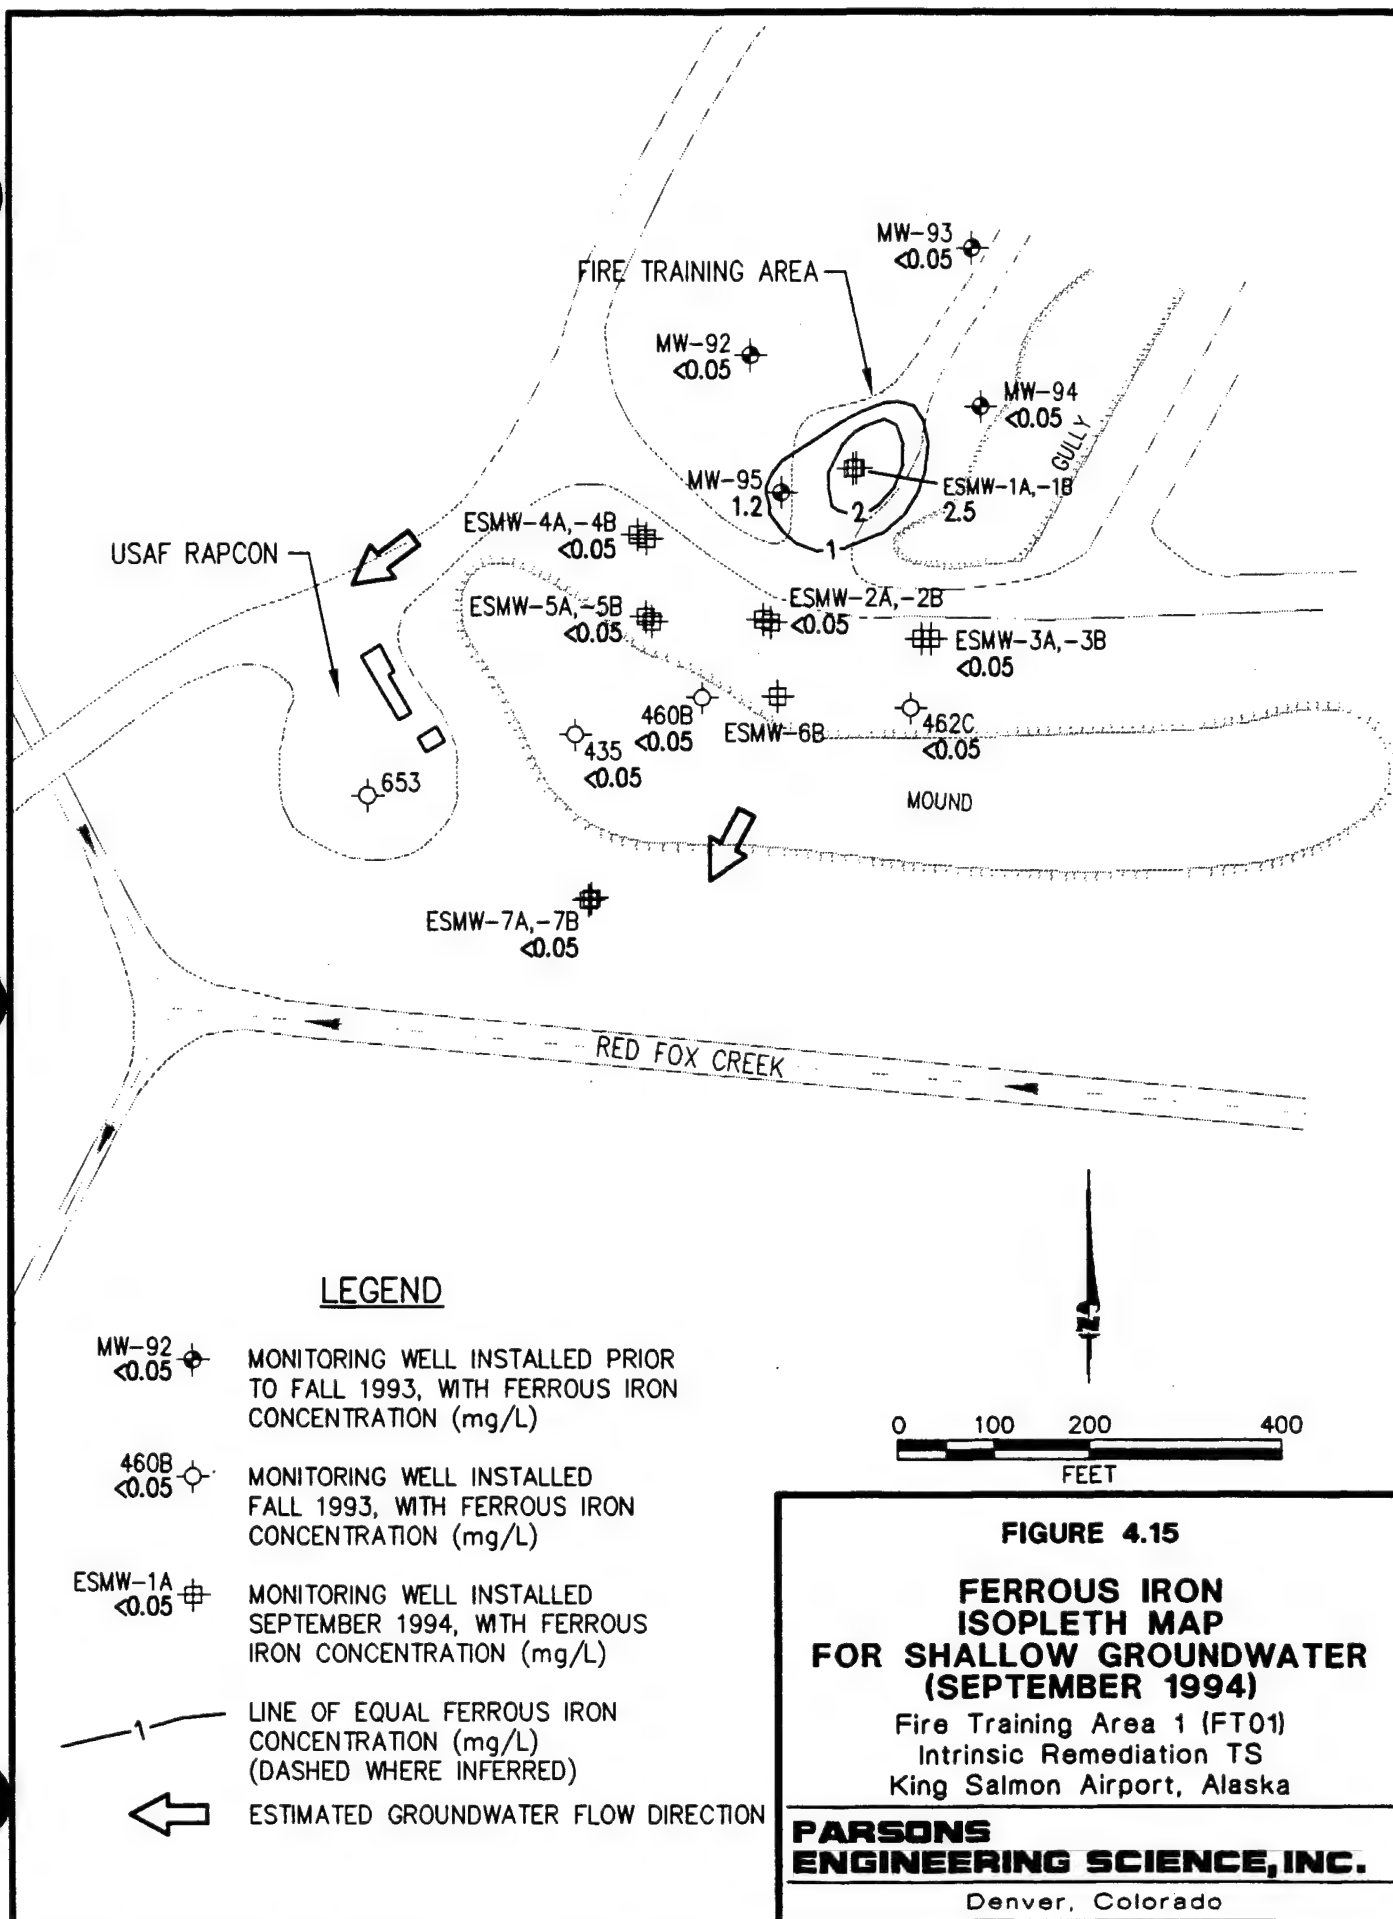 MW-93
<0.05
FIRE TRAINING AREA
MW-92
<0.05
MW-94
<0.05
GULLY
MW-95
1.2
ESMW-1A,-1B
2.5
2
1
ESMW-4A,-4B
<0.05
USAF RAPCON
ESMW-5A,-5B
<0.05
ESMW-2A,-2B
<0.05
ESMW-3A,-3B
<0.05
460B
<0.05
ESMW-6B
462C
<0.05
435
<0.05
653
MOUND
ESMW-7A,-7B
<0.05
RED FOX CREEK
N
LEGEND
MW-92
<0.05
MONITORING WELL INSTALLED PRIOR
TO FALL 1993, WITH FERROUS IRON
CONCENTRATION (mg/L)
460B
<0.05
MONITORING WELL INSTALLED
FALL 1993, WITH FERROUS IRON
CONCENTRATION (mg/L)
ESMW-1A
<0.05
MONITORING WELL INSTALLED
SEPTEMBER 1994, WITH FERROUS
IRON CONCENTRATION (mg/L)
1
LINE OF EQUAL FERROUS IRON
CONCENTRATION (mg/L)
(DASHED WHERE INFERRED)
ESTIMATED GROUNDWATER FLOW DIRECTION
0 100 200 400
FEET
FIGURE 4.15
FERROUS IRON
ISOPLETH MAP
FOR SHALLOW GROUNDWATER
(SEPTEMBER 1994)
Fire Training Area 1 (FT01)
Intrinsic Remediation TS
King Salmon Airport, Alaska
PARSONS
ENGINEERING SCIENCE, INC.
Denver, Colorado